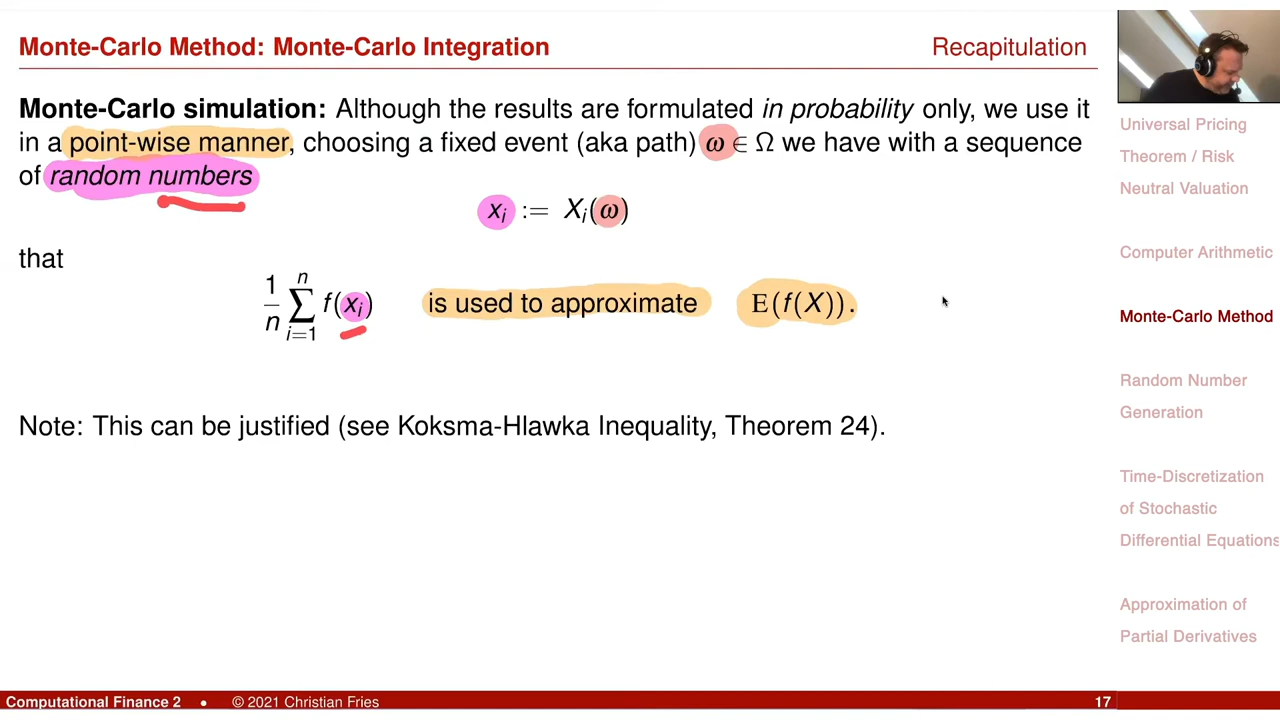 Monte-Carlo Method: Monte-Carlo Integration
Recapitulation
Monte-Carlo simulation: Although the results are formulated in probability only, we use it
in a point-wise manner, choosing a fixed event (aka path) ω ∈ Ω we have with a sequence
of random numbers
xᵢ := Xᵢ(ω)
that
1/n ∑ⁿᵢ₌₁ f(xᵢ) is used to approximate E(f(X)).
Note: This can be justified (see Koksma-Hlawka Inequality, Theorem 24).
Universal Pricing
Theorem / Risk
Neutral Valuation
Computer Arithmetic
Monte-Carlo Method
Random Number
Generation
Time-Discretization
of Stochastic
Differential Equations
Approximation of
Partial Derivatives
Computational Finance 2 • © 2021 Christian Fries 17